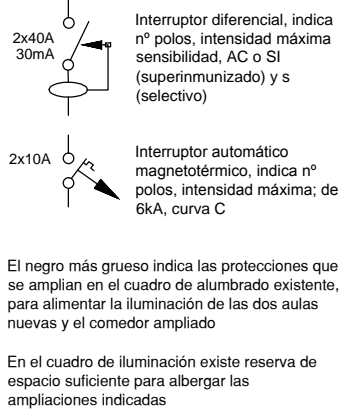 2x40A
30mA
Interruptor diferencial, indica
nº polos, intensidad máxima
sensibilidad, AC o SI
(superinmunizado) y s
(selectivo)
2x10A
Interruptor automático
magnetotérmico, indica nº
polos, intensidad máxima; de
6kA, curva C
El negro más grueso indica las protecciones que
se amplian en el cuadro de alumbrado existente,
para alimentar la iluminación de las dos aulas
nuevas y el comedor ampliado
En el cuadro de iluminación existe reserva de
espacio suficiente para albergar las
ampliaciones indicadas